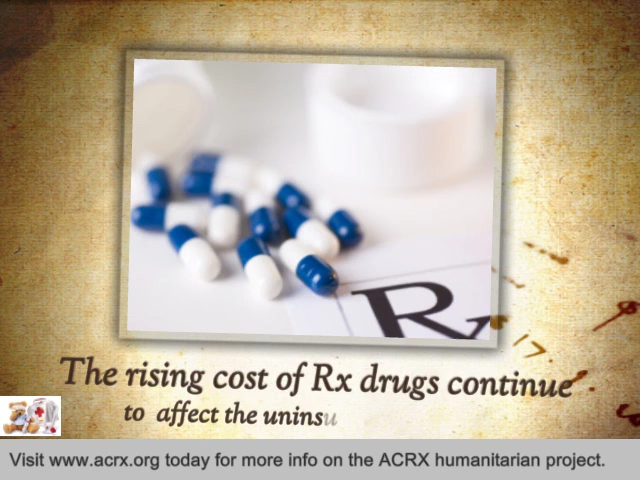 Rx
The rising cost of Rx drugs continue
to affect the uninsu
Visit www.acrx.org today for more info on the ACRX humanitarian project.